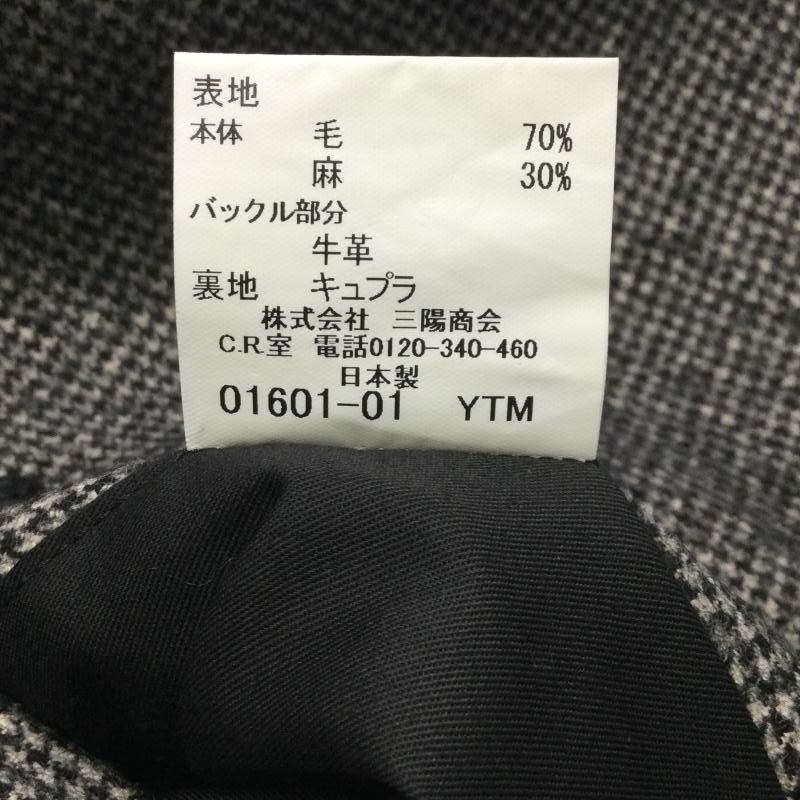 表地
本体 毛 70%
麻 30%
バックル部分
牛革
裏地 キュプラ
株式会社 三陽商会
C.R.室 電話0120-340-460
日本製
01601-01 YTM